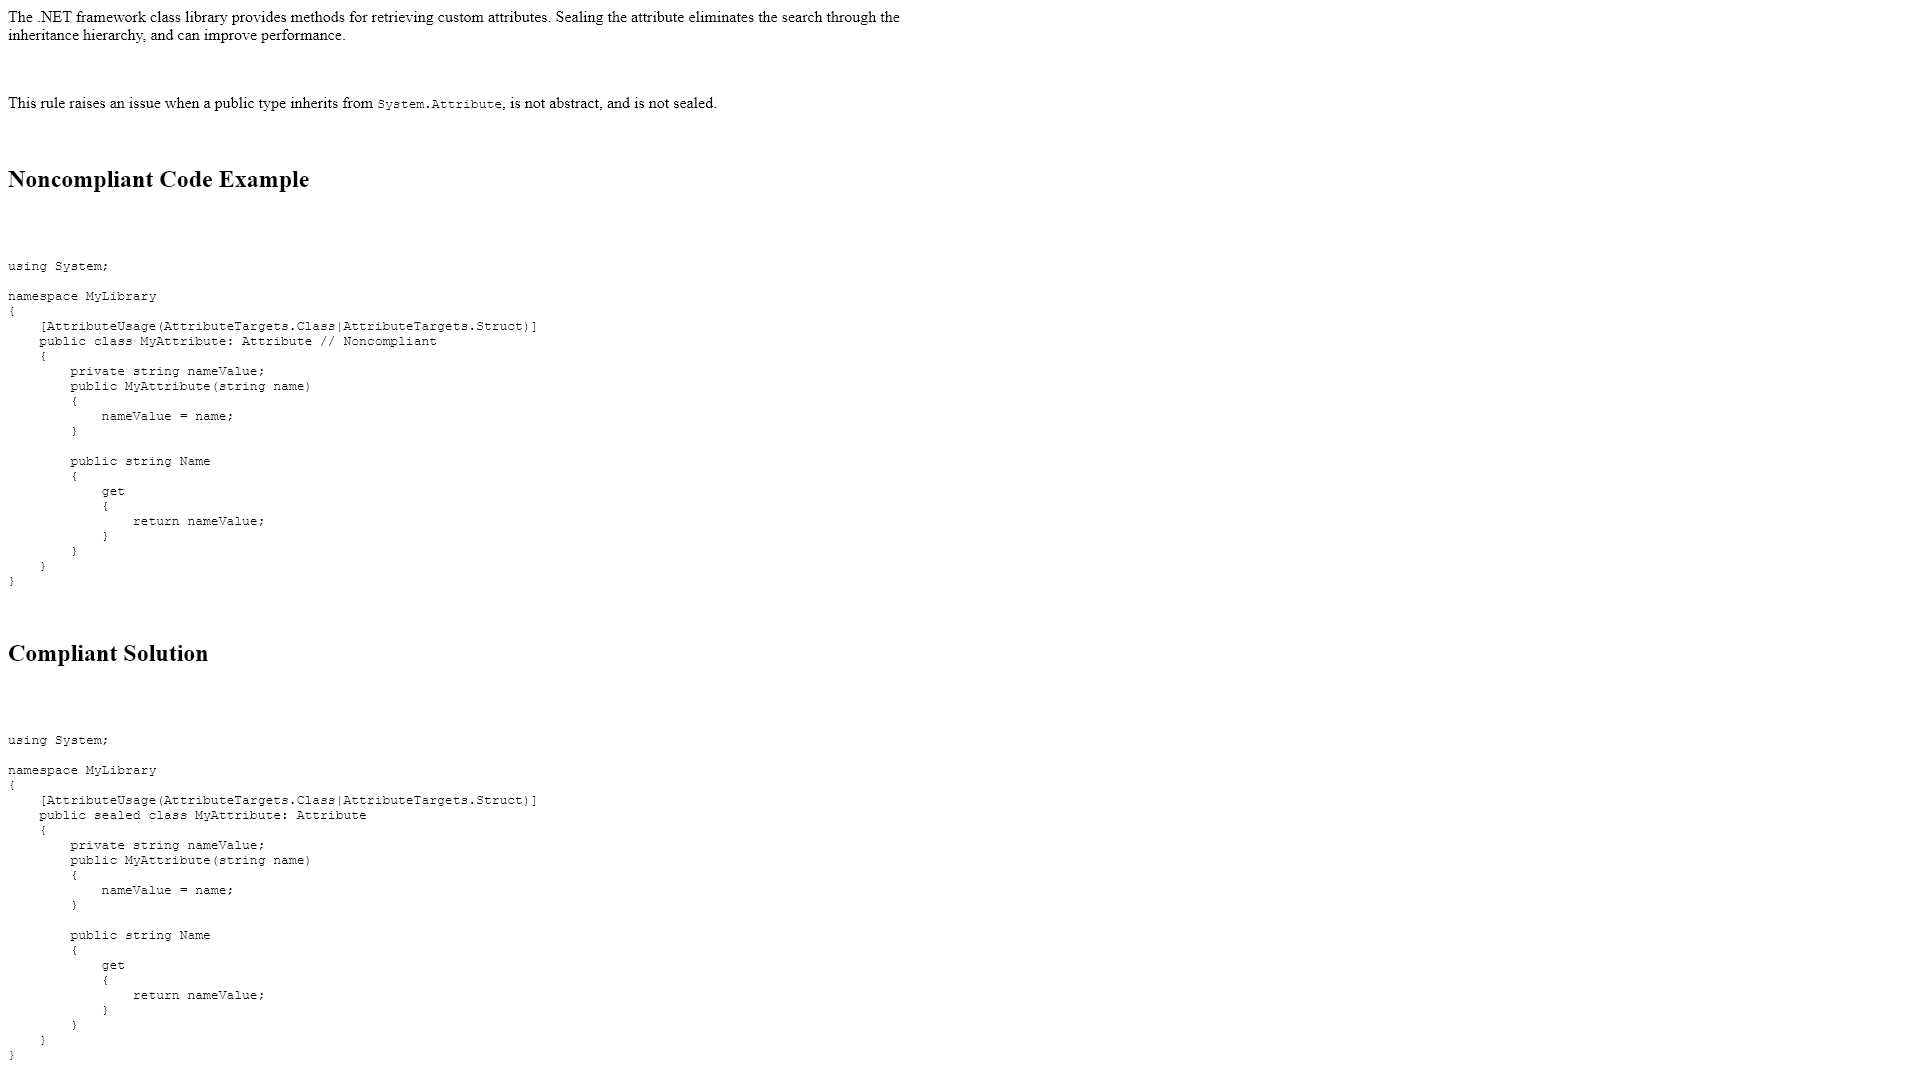 The .NET framework class library provides methods for retrieving custom attributes. Sealing the attribute eliminates the search through the
inheritance hierarchy, and can improve performance.
This rule raises an issue when a public type inherits from System.Attribute, is not abstract, and is not sealed.
Noncompliant Code Example
using System;
namespace MyLibrary
{
    [AttributeUsage(AttributeTargets.Class|AttributeTargets.Struct)]
    public class MyAttribute: Attribute // Noncompliant
    {
        private string nameValue;
        public MyAttribute(string name)
        {
            nameValue = name;
        }
        public string Name
        {
            get
            {
                return nameValue;
            }
        }
    }
}
Compliant Solution
using System;
namespace MyLibrary
{
    [AttributeUsage(AttributeTargets.Class|AttributeTargets.Struct)]
    public sealed class MyAttribute: Attribute
    {
        private string nameValue;
        public MyAttribute(string name)
        {
            nameValue = name;
        }
        public string Name
        {
            get
            {
                return nameValue;
            }
        }
    }
}